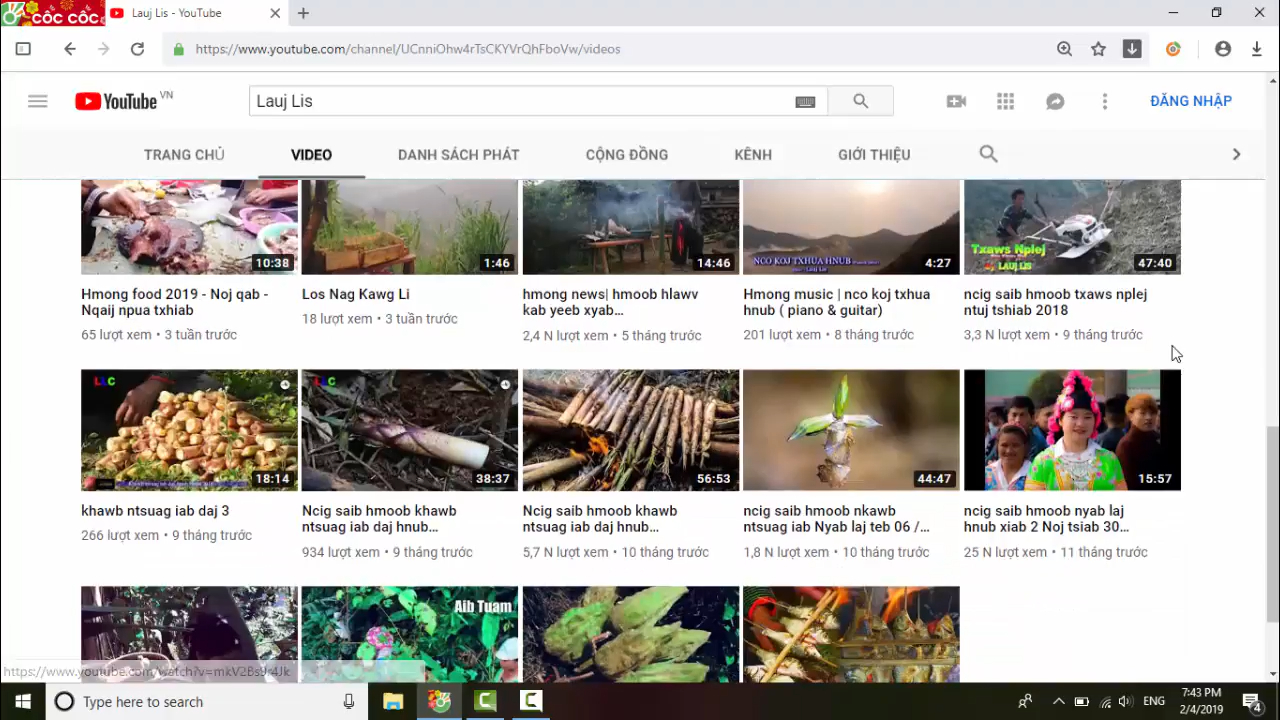 CÔC CÔC
Lauj Lis - YouTube
https://www.youtube.com/channel/UCnniOhw4rTsCKYVrQhFboVw/videos
YouTube VN
Lauj Lis
ĐĂNG NHẬP
TRANG CHỦ
VIDEO
DANH SÁCH PHÁT
CỘNG ĐỒNG
KÊNH
GIỚI THIỆU
10:38
1:46
14:46
NCO KOJ TXHUA HNUB
4:27
Txaws Nplej
LAUJ LIS
47:40
Hmong food 2019 - Noj qab -
Nqaij npua txhiab
65 lượt xem • 3 tuần trước
Los Nag Kawg Li
18 lượt xem • 3 tuần trước
hmong news| hmoob hlawv
kab yeeb xyab...
2,4 N lượt xem • 5 tháng trước
Hmong music | nco koj txhua
hnub ( piano & guitar)
201 lượt xem • 8 tháng trước
ncig saib hmoob txaws nplej
ntuj tshiab 2018
3,3 N lượt xem • 9 tháng trước
LLC
18:14
LLC
38:37
56:53
44:47
15:57
khawb ntsuag iab daj 3
266 lượt xem • 9 tháng trước
Ncig saib hmoob khawb
ntsuag iab daj hnub...
934 lượt xem • 9 tháng trước
Ncig saib hmoob khawb
ntsuag iab daj hnub...
5,7 N lượt xem • 10 tháng trước
ncig saib hmoob nkawb
ntsuag iab Nyab laj teb 06 /...
1,8 N lượt xem • 10 tháng trước
ncig saib hmoob nyab laj
hnub xiab 2 Noj tsiab 30...
25 N lượt xem • 11 tháng trước
Aib Tuam
https://www.youtube.com/watch?v=mkV2Bs9r4Jk
Type here to search
ENG
7:43 PM
2/4/2019
4